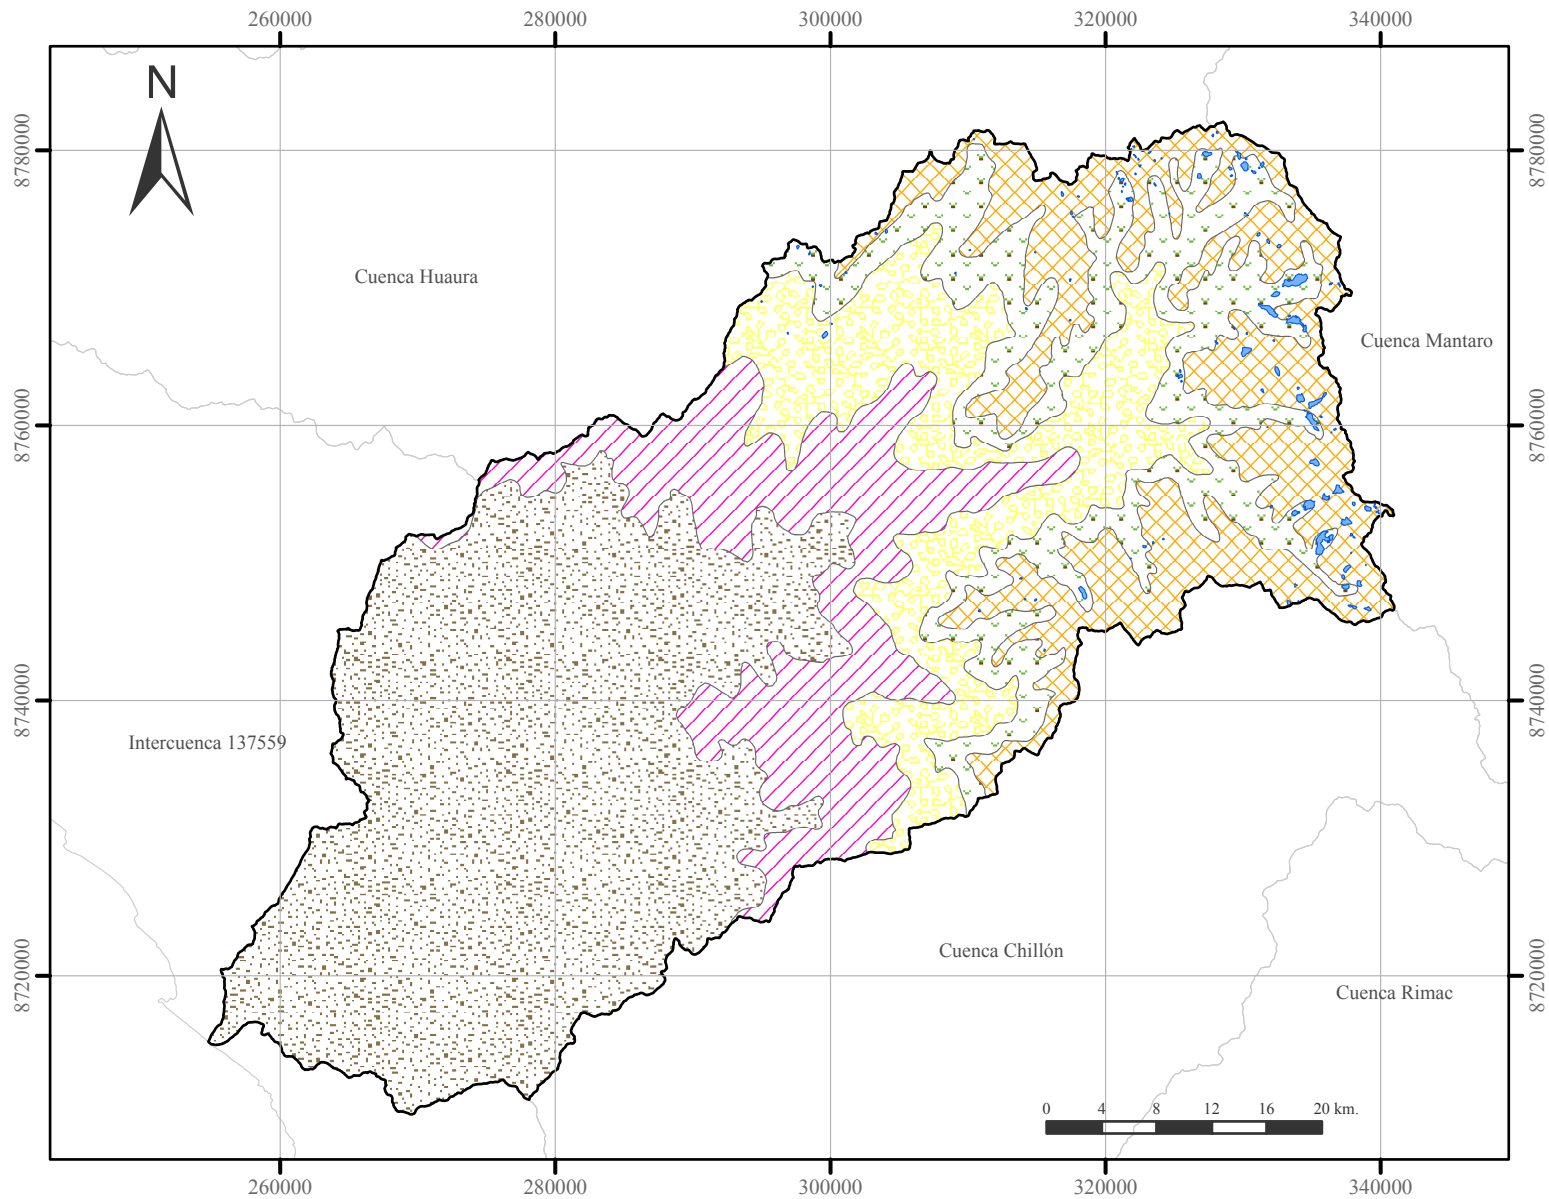 260000 280000 300000 320000 340000
N
8780000 8780000
Cuenca Huaura
Cuenca Mantaro
8760000 8760000
8740000 8740000
Intercuenca 137559
Cuenca Chillón
8720000 8720000
Cuenca Rimac
0 4 8 12 16 20 km.
260000 280000 300000 320000 340000